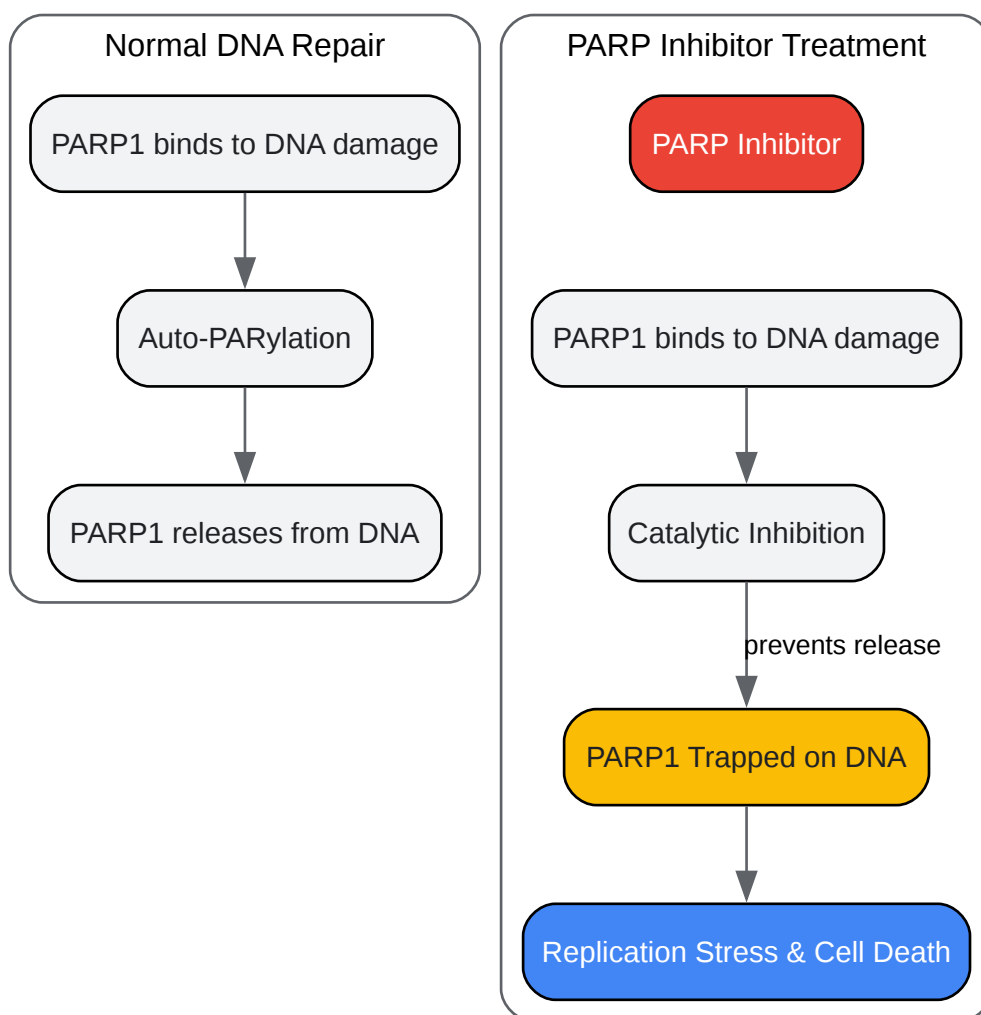 Normal DNA Repair
PARP1 binds to DNA damage
Auto-PARylation
PARP1 releases from DNA
PARP Inhibitor Treatment
PARP Inhibitor
PARP1 binds to DNA damage
Catalytic Inhibition
prevents release
PARP1 Trapped on DNA
Replication Stress & Cell Death